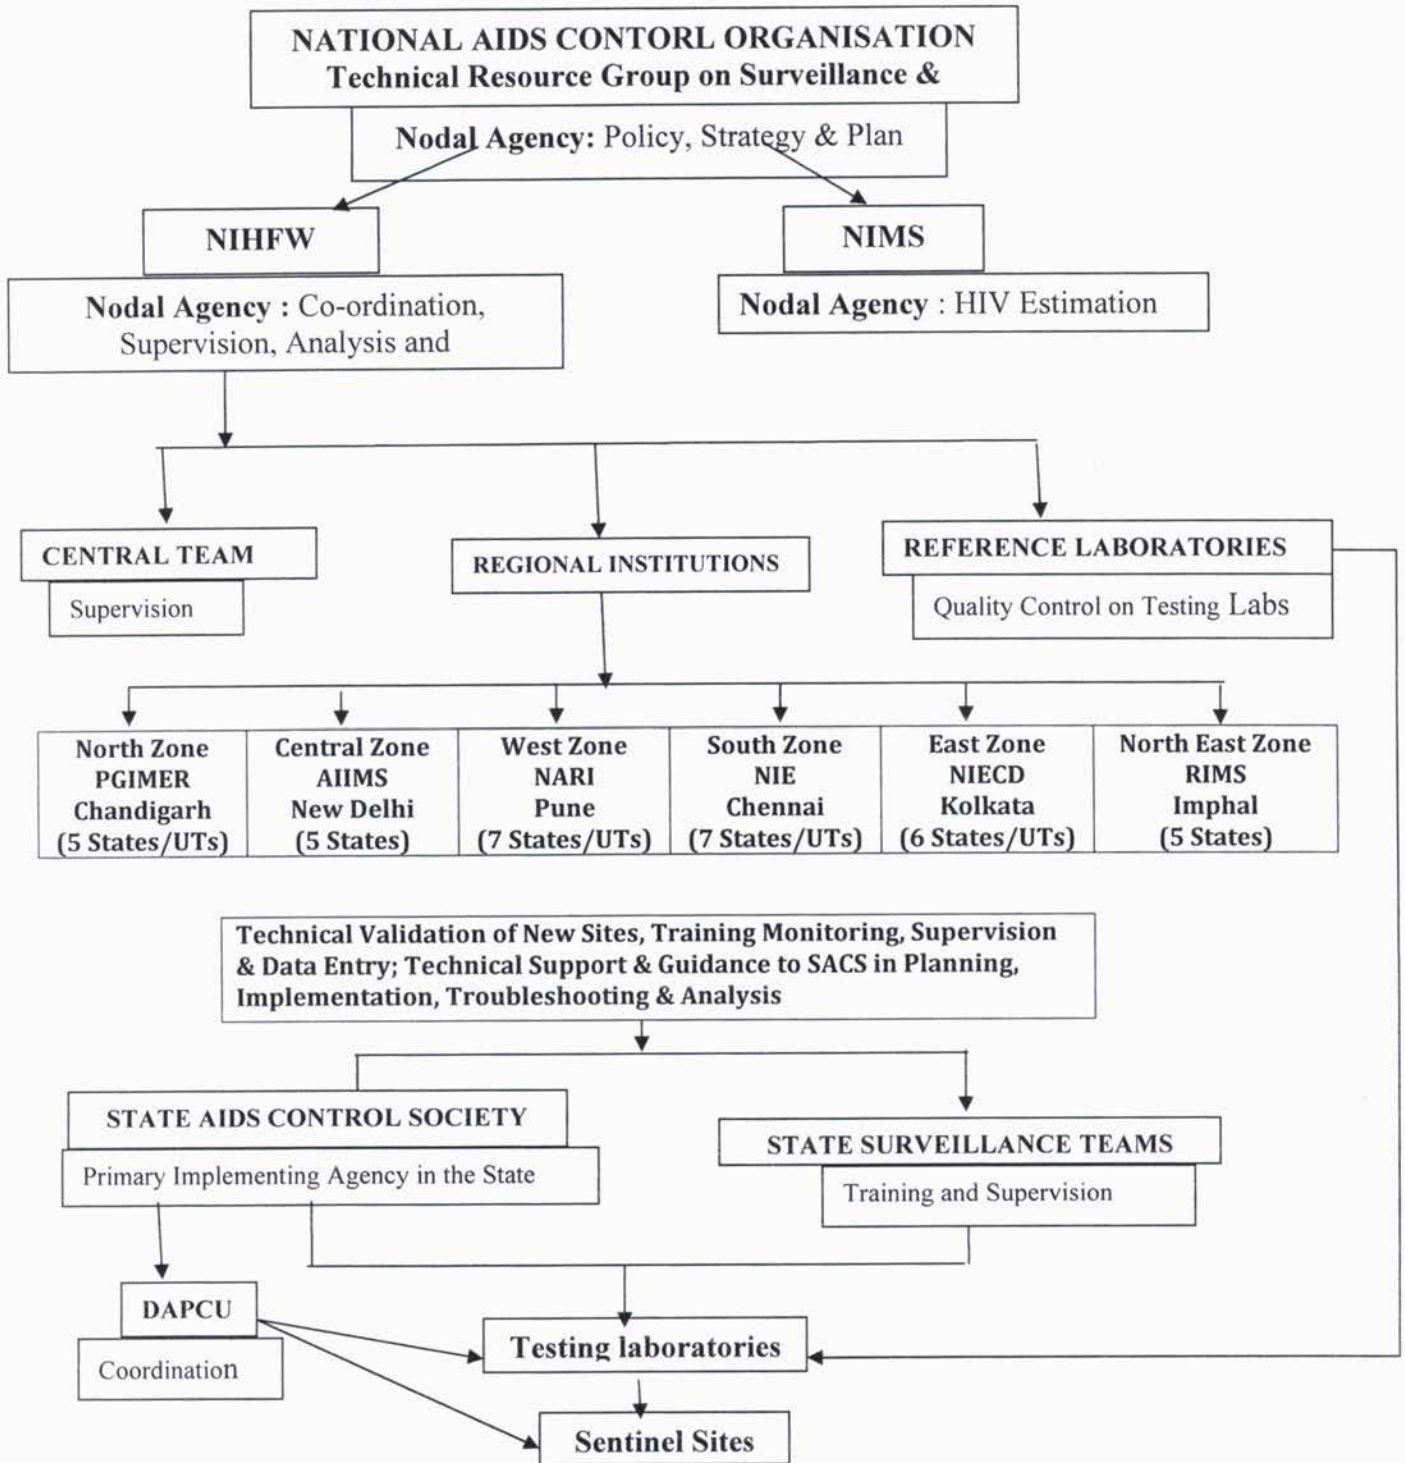 NATIONAL AIDS CONTORL ORGANISATION
Technical Resource Group on Surveillance &
Nodal Agency: Policy, Strategy & Plan
NIHFW
NIMS
Nodal Agency : Co-ordination,
Supervision, Analysis and
Nodal Agency : HIV Estimation
CENTRAL TEAM
Supervision
REGIONAL INSTITUTIONS
REFERENCE LABORATORIES
Quality Control on Testing Labs
North Zone
PGIMER
Chandigarh
(5 States/UTs)
Central Zone
AIIMS
New Delhi
(5 States)
West Zone
NARI
Pune
(7 States/UTs)
South Zone
NIE
Chennai
(7 States/UTs)
East Zone
NIECD
Kolkata
(6 States/UTs)
North East Zone
RIMS
Imphal
(5 States)
Technical Validation of New Sites, Training Monitoring, Supervision
& Data Entry; Technical Support & Guidance to SACS in Planning,
Implementation, Troubleshooting & Analysis
STATE AIDS CONTROL SOCIETY
Primary Implementing Agency in the State
STATE SURVEILLANCE TEAMS
Training and Supervision
DAPCU
Coordination
Testing laboratories
Sentinel Sites